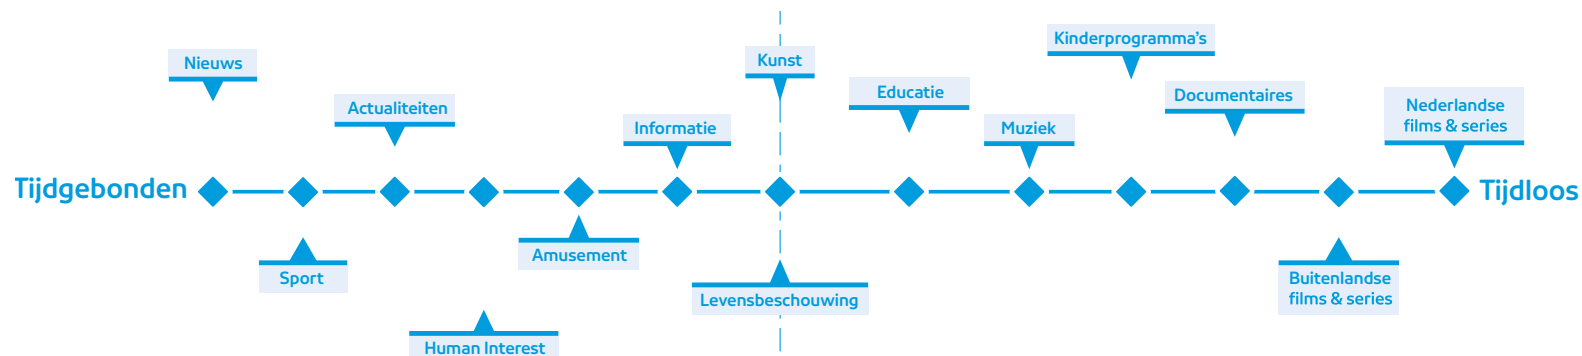 Kinderprogramma's
Nieuws
Kunst
Educatie
Documentaires
Actualiteiten
Nederlandse
films & series
Informatie
Muziek
Tijdgebonden
Tijdloos
Amusement
Sport
Levensbeschouwing
Buitenlandse
films & series
Human Interest